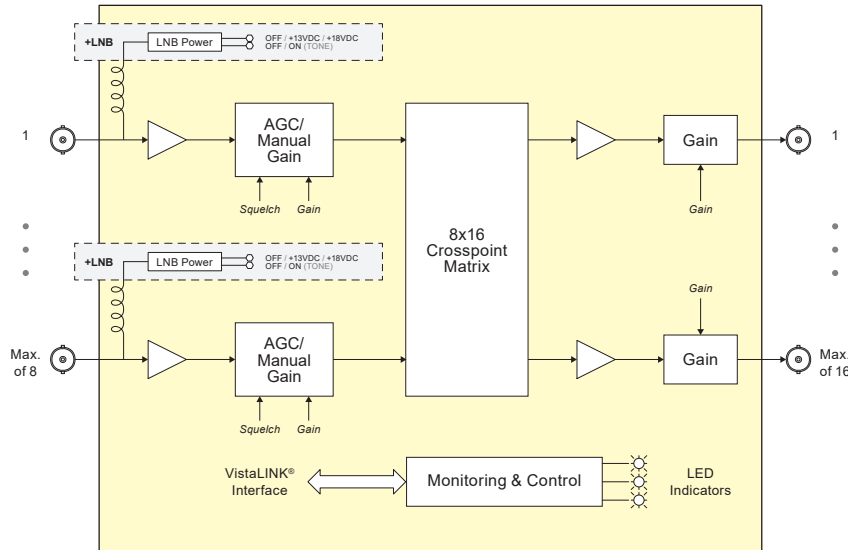 +LNB
LNB Power
OFF / +13VDC / +18VDC
OFF / ON (TONE)
1
AGC/
Manual
Gain
Squelch
Gain
8x16
Crosspoint
Matrix
Gain
Gain
1
+LNB
LNB Power
OFF / +13VDC / +18VDC
OFF / ON (TONE)
Max.
of 8
AGC/
Manual
Gain
Squelch
Gain
Gain
Gain
Max.
of 16
VistaLINK®
Interface
Monitoring & Control
LED
Indicators